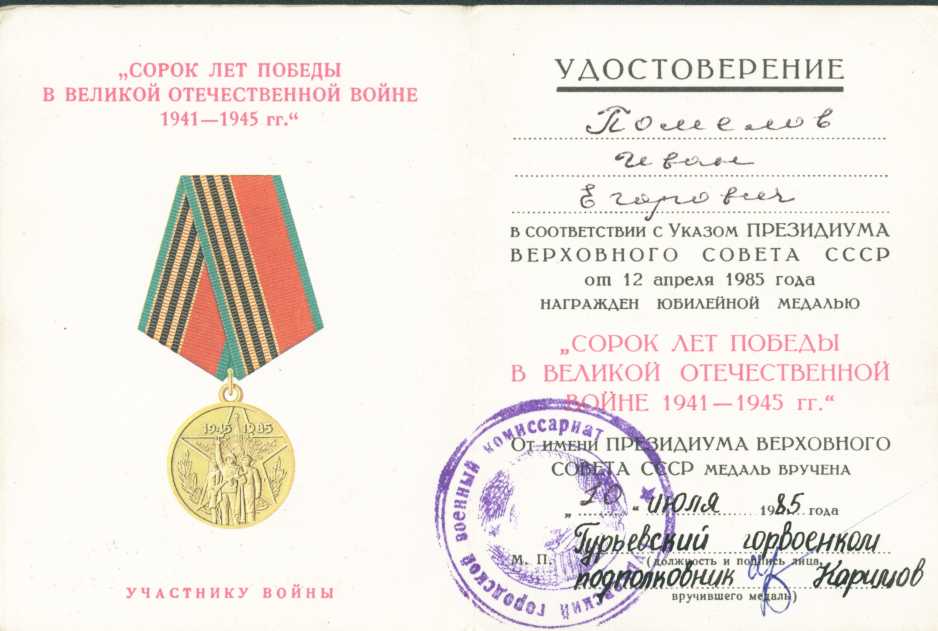 „СОРОК ЛЕТ ПОБЕДЫ
В ВЕЛИКОЙ ОТЕЧЕСТВЕННОЙ ВОЙНЕ
1941—1945 гг.“
1945 1985
УЧАСТНИКУ ВОЙНЫ
УДОСТОВЕРЕНИЕ
Помелов
Иван
Егорович
В СООТВЕТСТВИИ С УКАЗОМ ПРЕЗИДИУМА
ВЕРХОВНОГО СОВЕТА СССР
от 12 апреля 1985 года
НАГРАЖДЕН ЮБИЛЕЙНОЙ МЕДАЛЬЮ
„СОРОК ЛЕТ ПОБЕДЫ
В ВЕЛИКОЙ ОТЕЧЕСТВЕННОЙ
ВОЙНЕ 1941—1945 гг.“
ОТ ИМЕНИ ПРЕЗИДИУМА ВЕРХОВНОГО
СОВЕТА СССР МЕДАЛЬ ВРУЧЕНА
„10“ июля 1985 года
Гурьевский горвоенком
М. П. (должность и подпись лица,
подполковник Каримов
вручившего медаль)
городской военный комиссариат